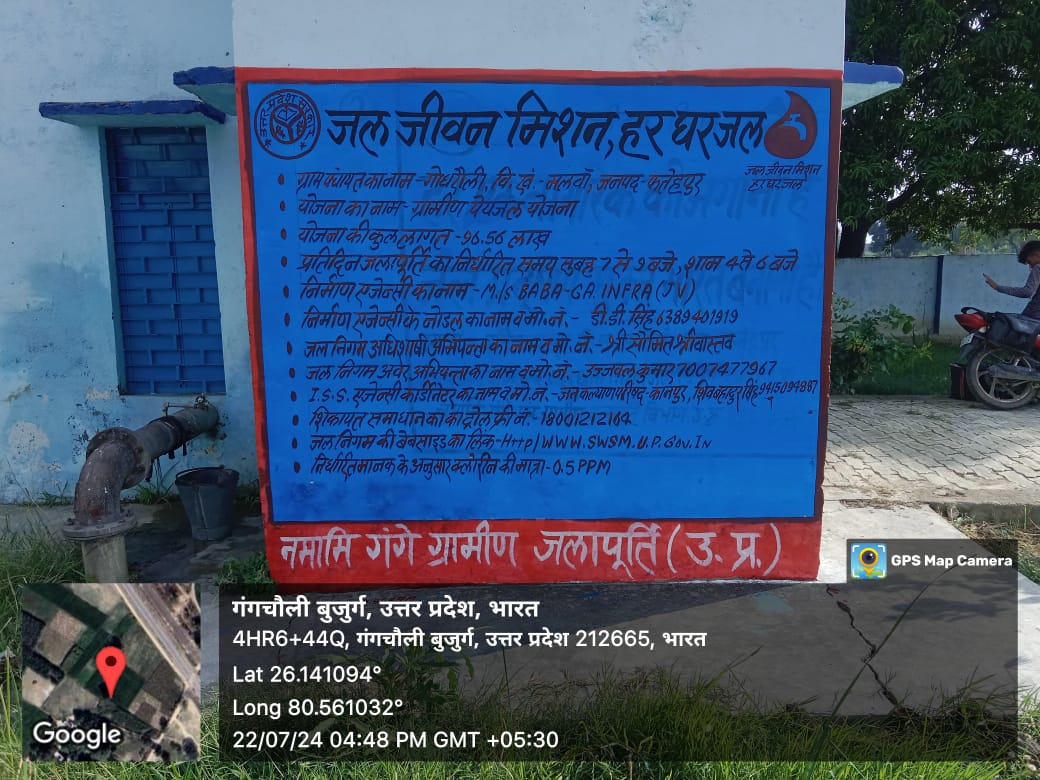 उत्तर प्रदेश सरकार
जल जीवन मिशन, हर घर जल
जल जीवन मिशन
हर घर जल
• ग्राम पंचायत का नाम - गोधरौली, वि. खं. - मलवाँ, जनपद - फतेहपुर
• योजना का नाम - ग्रामीण पेयजल योजना
• योजना की कुल लागत - 96.56 लाख
• प्रतिदिन जलापूर्ति का निर्धारित समय सुबह 7 से 9 बजे, शाम 4 से 6 बजे
• निर्माण एजेन्सी का नाम - M/s BABA-GA. INFRA (JV)
• निर्माण एजेन्सी के नोडल का नाम व मो. नं. - डी. डी. सिंह 6389401919
• जल निगम अधिशाषी अभियन्ता का नाम व मो. नं. - श्री सौमित श्रीवास्तव
• जल निगम अवर अभियन्ता का नाम व मो. नं. - उज्जवल कुमार 7007477967
• I.S.S. एजेन्सी कार्डीनेटर का नाम व मो. नं. - जन कल्याण परिषद - कानपुर, शिवबहादुर सिंह 9415094887
• शिकायत समाधान का का ट्रोल फ्री नं. - 18001212164
• जल निगम की बेबसाइड का लिंक - Http/WWW.SWSM.U.P.Gov.In
• निर्धारित मानक के अनुसार क्लोरिन की मात्रा - 0.5 PPM
नमामि गंगे ग्रामीण जलापूर्ति (उ. प्र.)
GPS Map Camera
गंगचौली बुजुर्ग, उत्तर प्रदेश, भारत
4HR6+44Q, गंगचौली बुजुर्ग, उत्तर प्रदेश 212665, भारत
Lat 26.141094°
Long 80.561032°
22/07/24 04:48 PM GMT +05:30
Google